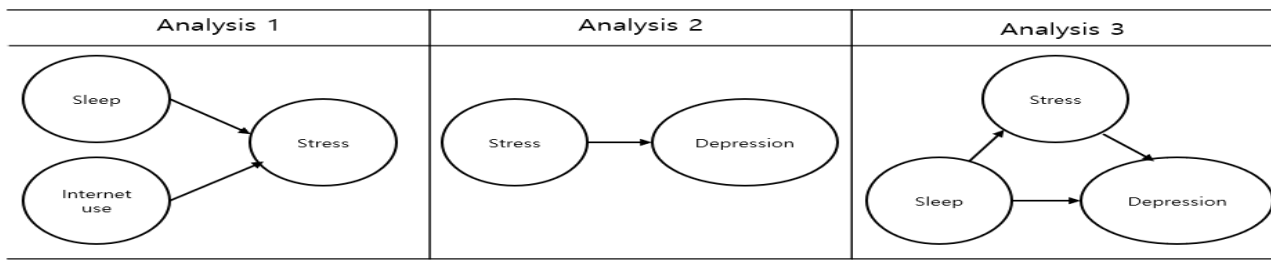 Analysis 1
Analysis 2
Analysis 3
Sleep
Internet
use
Stress
Stress
Depression
Stress
Sleep
Depression